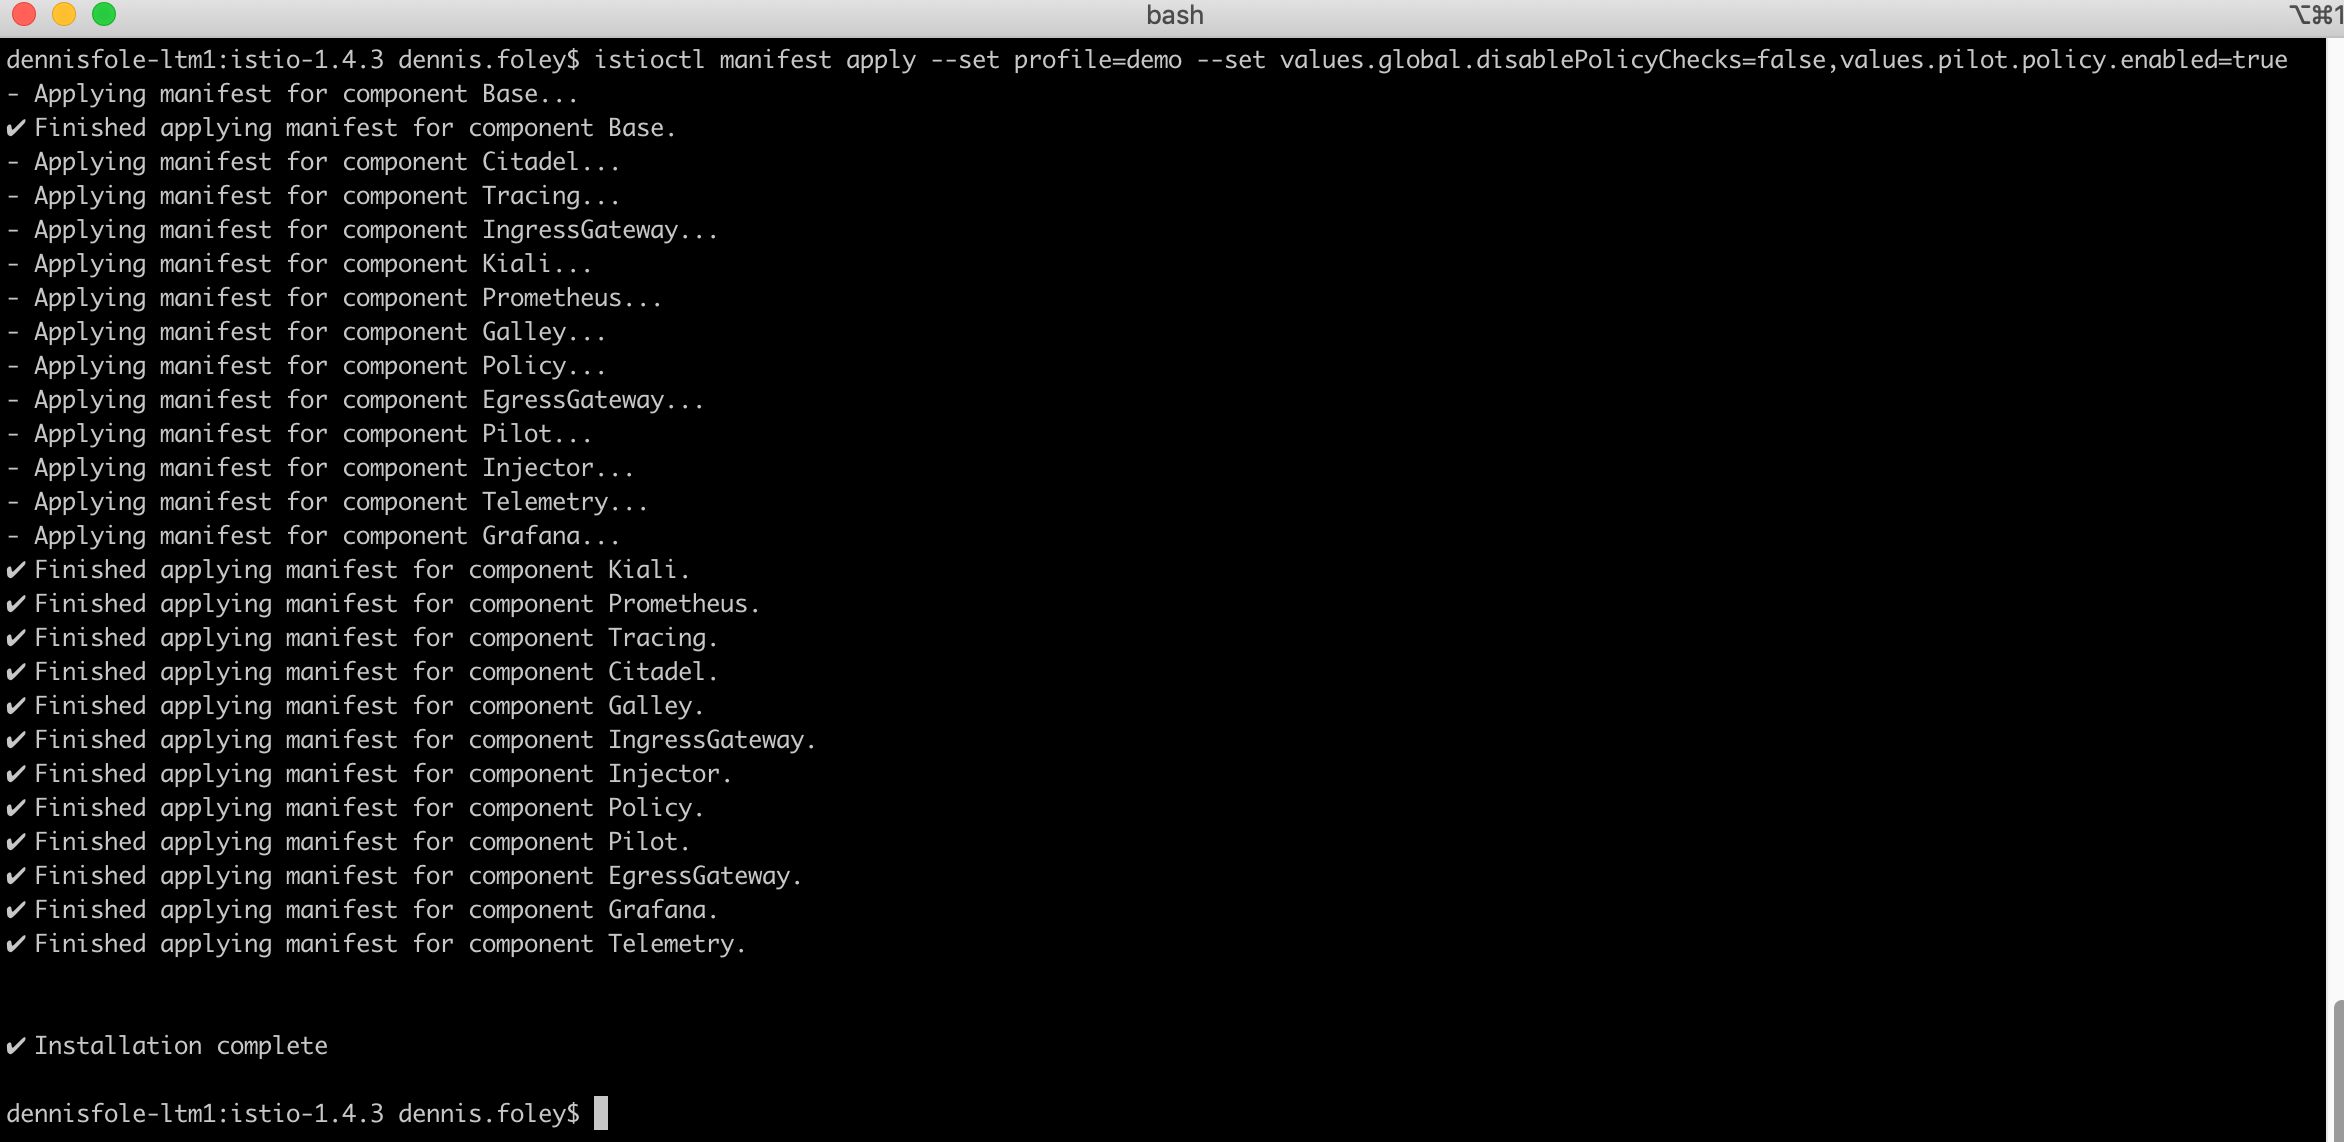 bash
⌥⌘1
dennisfole-ltm1:istio-1.4.3 dennis.foley$ istioctl manifest apply --set profile=demo --set values.global.disablePolicyChecks=false,values.pilot.policy.enabled=true
- Applying manifest for component Base...
✔ Finished applying manifest for component Base.
- Applying manifest for component Citadel...
- Applying manifest for component Tracing...
- Applying manifest for component IngressGateway...
- Applying manifest for component Kiali...
- Applying manifest for component Prometheus...
- Applying manifest for component Galley...
- Applying manifest for component Policy...
- Applying manifest for component EgressGateway...
- Applying manifest for component Pilot...
- Applying manifest for component Injector...
- Applying manifest for component Telemetry...
- Applying manifest for component Grafana...
✔ Finished applying manifest for component Kiali.
✔ Finished applying manifest for component Prometheus.
✔ Finished applying manifest for component Tracing.
✔ Finished applying manifest for component Citadel.
✔ Finished applying manifest for component Galley.
✔ Finished applying manifest for component IngressGateway.
✔ Finished applying manifest for component Injector.
✔ Finished applying manifest for component Policy.
✔ Finished applying manifest for component Pilot.
✔ Finished applying manifest for component EgressGateway.
✔ Finished applying manifest for component Grafana.
✔ Finished applying manifest for component Telemetry.
✔ Installation complete
dennisfole-ltm1:istio-1.4.3 dennis.foley$